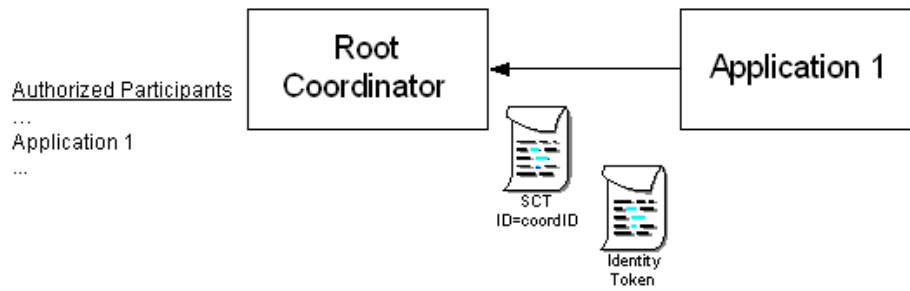 Root
Coordinator
Application 1
Authorized Participants
...
Application 1
...
SCT
ID=coordID
Identity
Token